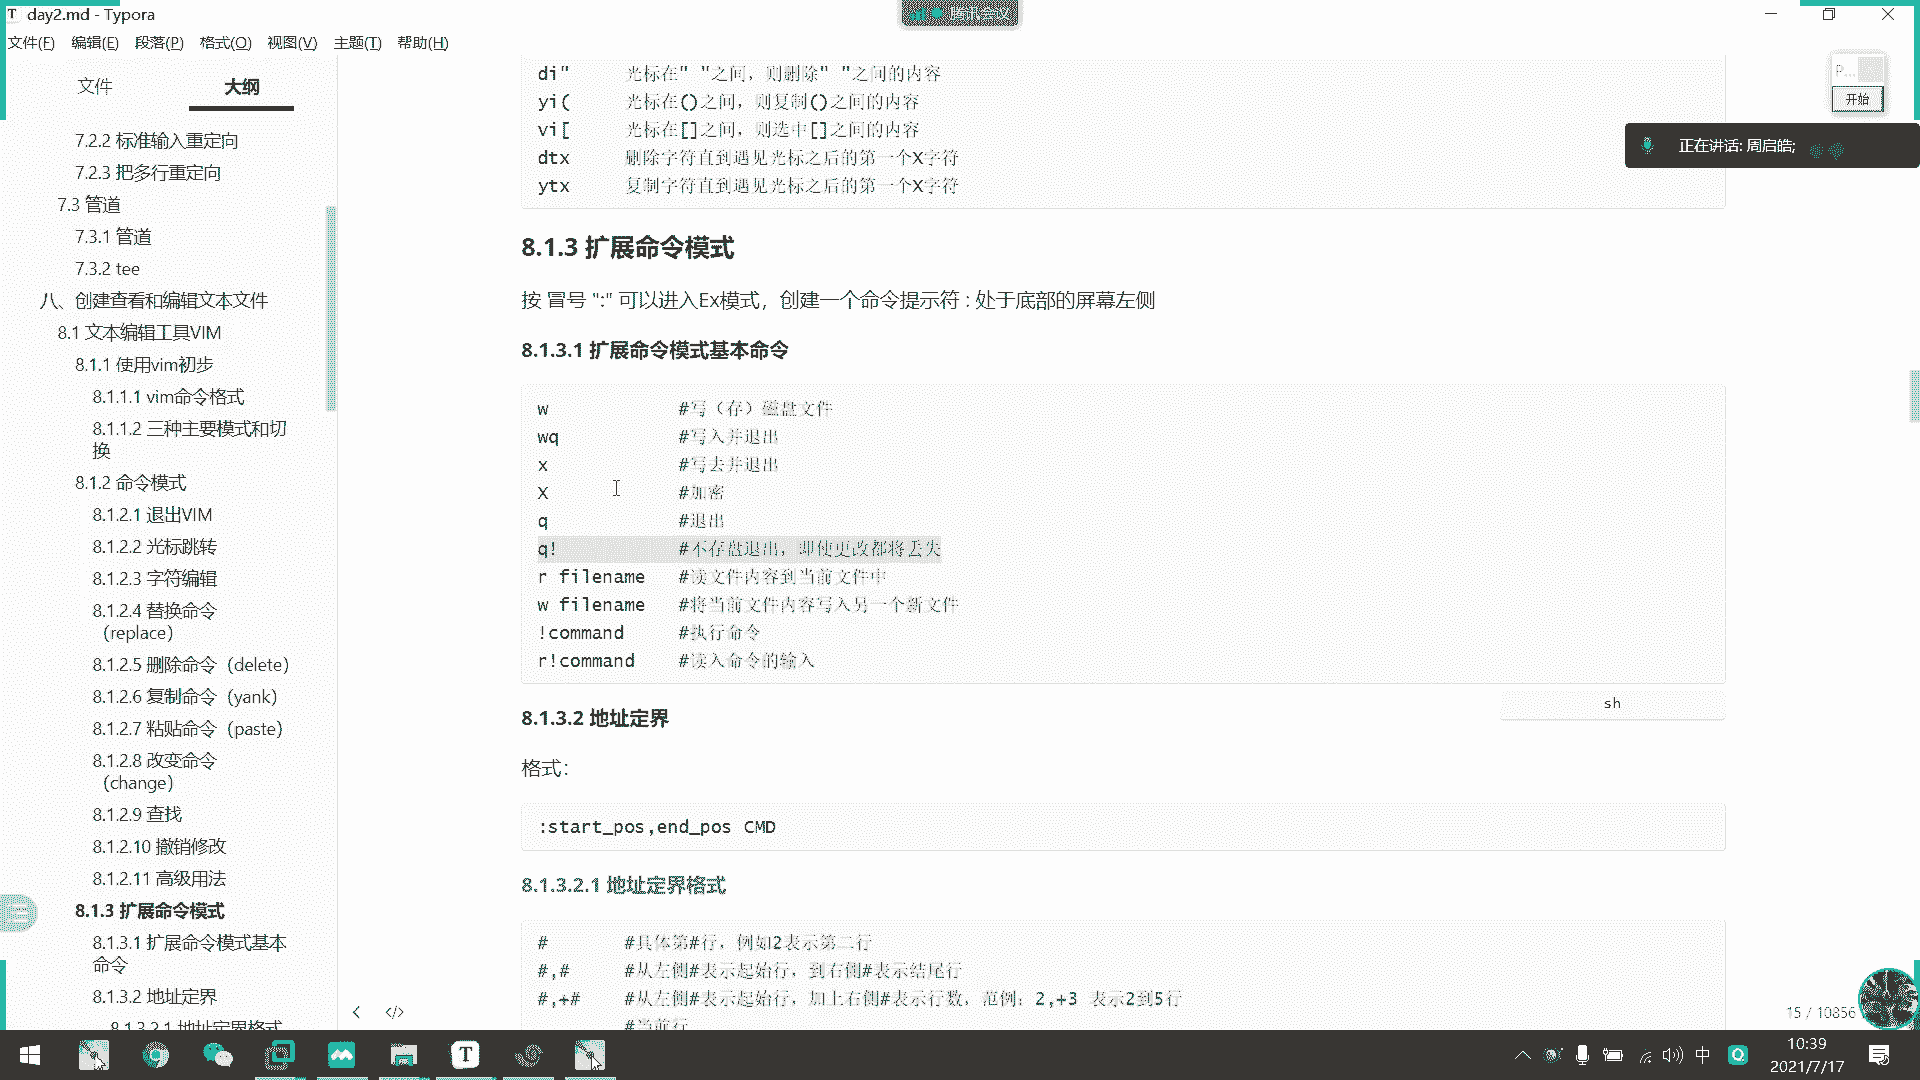 day2.md - Typora
腾讯会议
文件(F) 编辑(E) 段落(P) 格式(O) 视图(V) 主题(T) 帮助(H)
文件 大纲
7.2.2 标准输入重定向
7.2.3 把多行重定向
7.3 管道
7.3.1 管道
7.3.2 tee
八、创建查看和编辑文本文件
8.1 文本编辑工具VIM
8.1.1 使用vim初步
8.1.1.1 vim命令格式
8.1.1.2 三种主要模式和切
换
8.1.2 命令模式
8.1.2.1 退出VIM
8.1.2.2 光标跳转
8.1.2.3 字符编辑
8.1.2.4 替换命令
（replace）
8.1.2.5 删除命令（delete）
8.1.2.6 复制命令（yank）
8.1.2.7 粘贴命令（paste）
8.1.2.8 改变命令
（change）
8.1.2.9 查找
8.1.2.10 撤销修改
8.1.2.11 高级用法
8.1.3 扩展命令模式
8.1.3.1 扩展命令模式基本
命令
8.1.3.2 地址定界
8.1.3.2.1 地址定界格式
di" 光标在" "之间，则删除" "之间的内容
yi( 光标在()之间，则复制()之间的内容
vi[ 光标在[]之间，则选中[]之间的内容
dtx 删除字符直到遇见光标之后的第一个X字符
ytx 复制字符直到遇见光标之后的第一个X字符
8.1.3 扩展命令模式
按 冒号 ":" 可以进入Ex模式，创建一个命令提示符 : 处于底部的屏幕左侧
8.1.3.1 扩展命令模式基本命令
w #写（存）磁盘文件
wq #写入并退出
x #写去并退出
X #加密
q #退出
q! #不存盘退出，即使更改都将丢失
r filename #读文件内容到当前文件中
w filename #将当前文件内容写入另一个新文件
!command #执行命令
r!command #读入命令的输入
sh
8.1.3.2 地址定界
格式：
:start_pos,end_pos CMD
8.1.3.2.1 地址定界格式
# #具体第#行，例如2表示第二行
#,# #从左侧#表示起始行，到右侧#表示结尾行
#,+# #从左侧#表示起始行，加上右侧#表示行数，范例：2,+3 表示2到5行
#当前行
P...
开始
正在讲话: 周启皓;
15 / 10856
中
10:39
2021/7/17